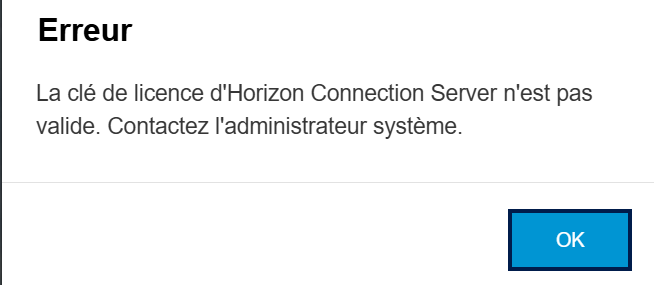 Erreur
La clé de licence d'Horizon Connection Server n'est pas
valide. Contactez l'administrateur système.
OK